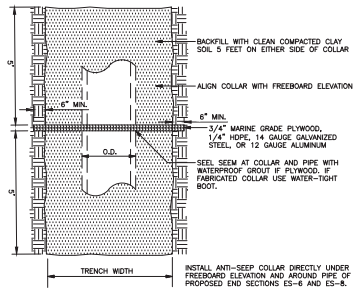 BACKFILL WITH CLEAN COMPACTED CLAY
SOIL 5 FEET ON EITHER SIDE OF COLLAR
ALIGN COLLAR WITH FREEBOARD ELEVATION
5'
6" MIN.
6" MIN.
3/4" MARINE GRADE PLYWOOD,
1/4" HDPE, 14 GAUGE GALVANIZED
STEEL, OR 12 GAUGE ALUMINUM
O.D.
SEEL SEEM AT COLLAR AND PIPE WITH
WATERPROOF GROUT IF PLYWOOD. IF
FABRICATED COLLAR USE WATER-TIGHT
BOOT.
5'
TRENCH WIDTH
INSTALL ANTI-SEEP COLLAR DIRECTLY UNDER
FREEBOARD ELEVATION AND AROUND PIPE OF
PROPOSED END SECTIONS ES-6 AND ES-8.